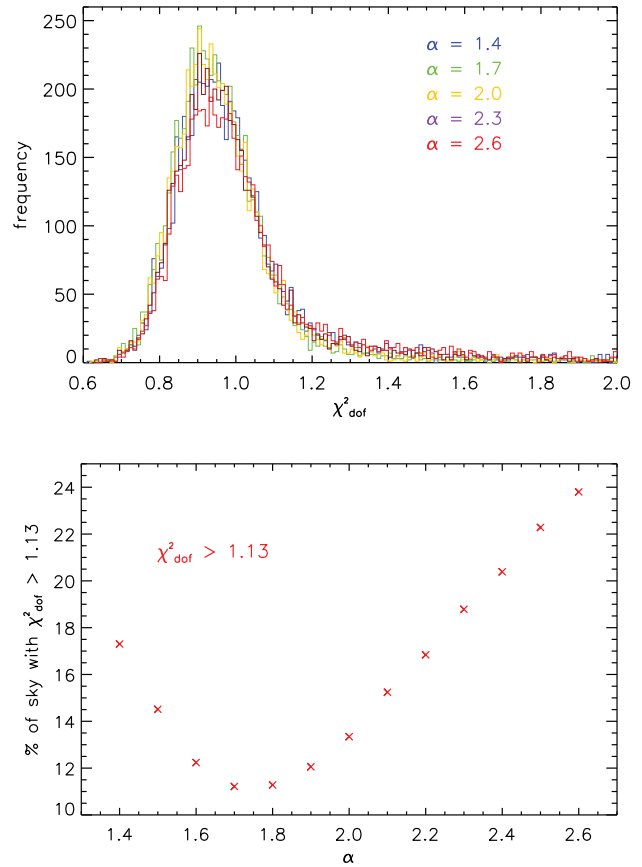 250
200
150
100
50
0
frequency
α = 1.4
α = 1.7
α = 2.0
α = 2.3
α = 2.6
0.6 0.8 1.0 1.2 1.4 1.6 1.8 2.0
χ²dof
24
22
20
18
16
14
12
10
% of sky with χ²dof > 1.13
χ²dof > 1.13
1.4 1.6 1.8 2.0 2.2 2.4 2.6
α